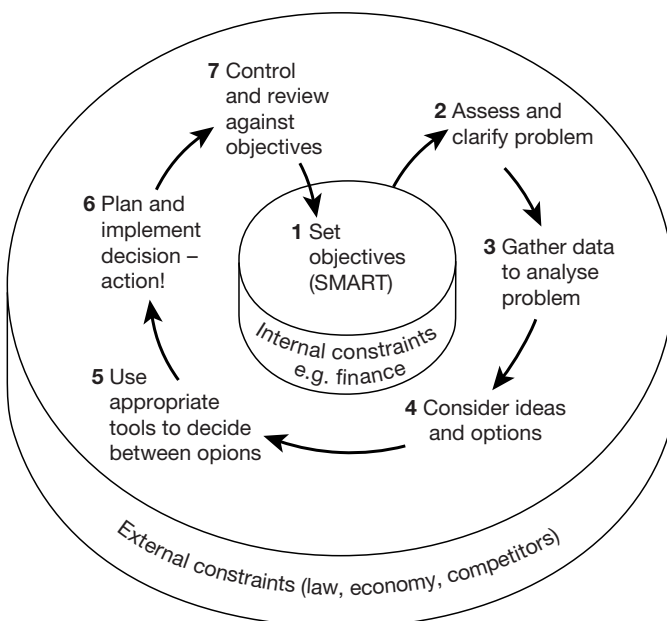 7 Control
and review
against
objectives
2 Assess and
clarify problem
6 Plan and
implement
decision –
action!
1 Set
objectives
(SMART)
3 Gather data
to analyse
problem
Internal constraints
e.g. finance
5 Use
appropriate
tools to decide
between opions
4 Consider ideas
and options
External constraints (law, economy, competitors)